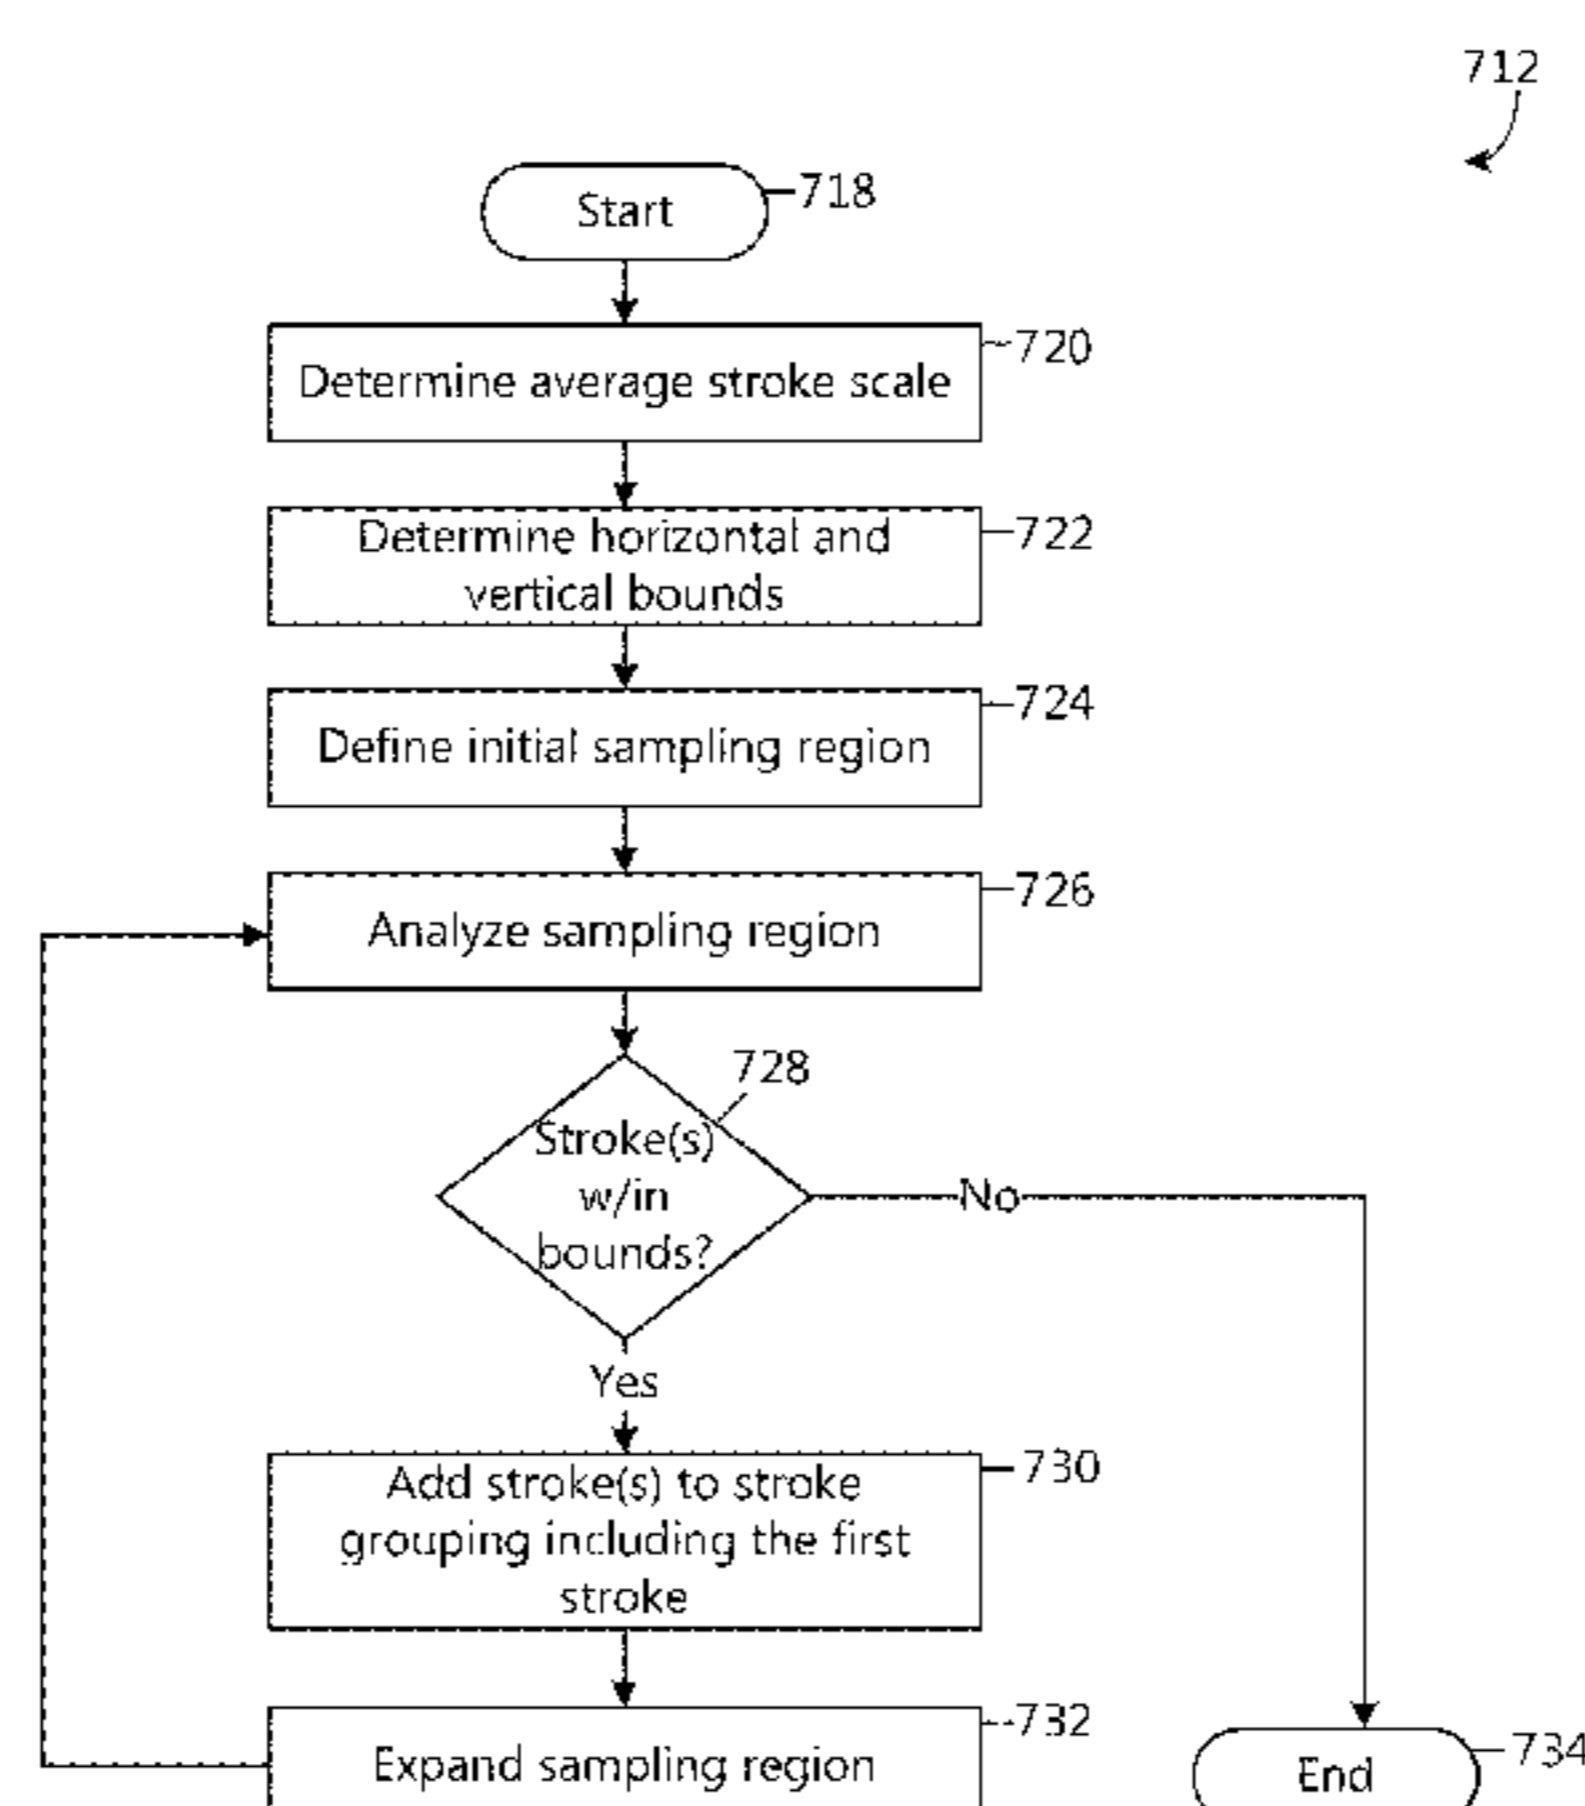 712
Start
718
Determine average stroke scale
720
Determine horizontal and
vertical bounds
722
Define initial sampling region
724
Analyze sampling region
726
728
Stroke(s)
w/in
bounds?
No
Yes
Add stroke(s) to stroke
grouping including the first
stroke
730
Expand sampling region
732
End
734